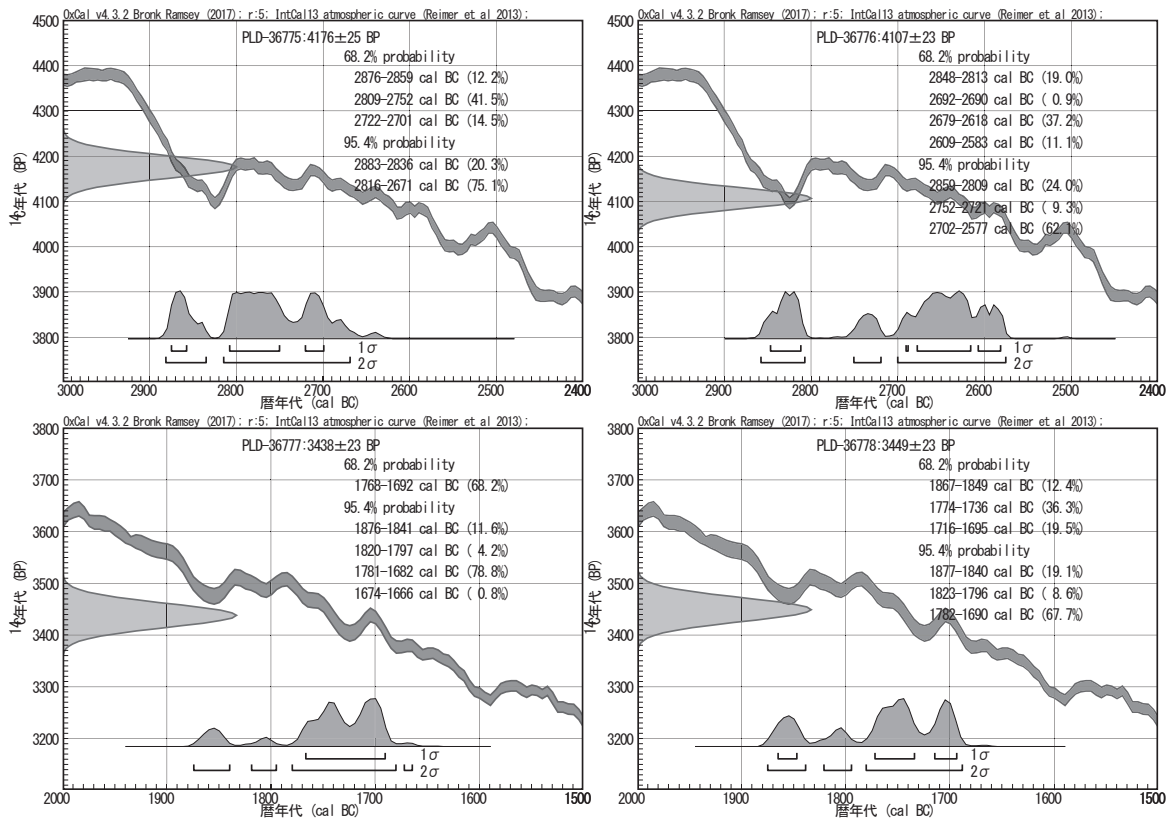 OxCal v4.3.2 Bronk Ramsey (2017); r:5; IntCal13 atmospheric curve (Reimer et al 2013);
PLD-36775:4176±25 BP
68.2% probability
2876-2859 cal BC (12.2%)
2809-2752 cal BC (41.5%)
2722-2701 cal BC (14.5%)
95.4% probability
2883-2836 cal BC (20.3%)
2816-2671 cal BC (75.1%)
4500
4400
4300
4200
4100
4000
3900
3800
14C年代 (BP)
1σ
2σ
3000 2900 2800 2700 2600 2500 2400
暦年代 (cal BC)
OxCal v4.3.2 Bronk Ramsey (2017); r:5; IntCal13 atmospheric curve (Reimer et al 2013);
PLD-36776:4107±23 BP
68.2% probability
2848-2813 cal BC (19.0%)
2692-2690 cal BC ( 0.9%)
2679-2618 cal BC (37.2%)
2609-2583 cal BC (11.1%)
95.4% probability
2859-2809 cal BC (24.0%)
2752-2721 cal BC ( 9.3%)
2702-2577 cal BC (62.1%)
4500
4400
4300
4200
4100
4000
3900
3800
14C年代 (BP)
1σ
2σ
3000 2900 2800 2700 2600 2500 2400
暦年代 (cal BC)
OxCal v4.3.2 Bronk Ramsey (2017); r:5; IntCal13 atmospheric curve (Reimer et al 2013);
PLD-36777:3438±23 BP
68.2% probability
1768-1692 cal BC (68.2%)
95.4% probability
1876-1841 cal BC (11.6%)
1820-1797 cal BC ( 4.2%)
1781-1682 cal BC (78.8%)
1674-1666 cal BC ( 0.8%)
3800
3700
3600
3500
3400
3300
3200
14C年代 (BP)
1σ
2σ
2000 1900 1800 1700 1600 1500
暦年代 (cal BC)
OxCal v4.3.2 Bronk Ramsey (2017); r:5; IntCal13 atmospheric curve (Reimer et al 2013);
PLD-36778:3449±23 BP
68.2% probability
1867-1849 cal BC (12.4%)
1774-1736 cal BC (36.3%)
1716-1695 cal BC (19.5%)
95.4% probability
1877-1840 cal BC (19.1%)
1823-1796 cal BC ( 8.6%)
1782-1690 cal BC (67.7%)
3800
3700
3600
3500
3400
3300
3200
14C年代 (BP)
1σ
2σ
2000 1900 1800 1700 1600 1500
暦年代 (cal BC)